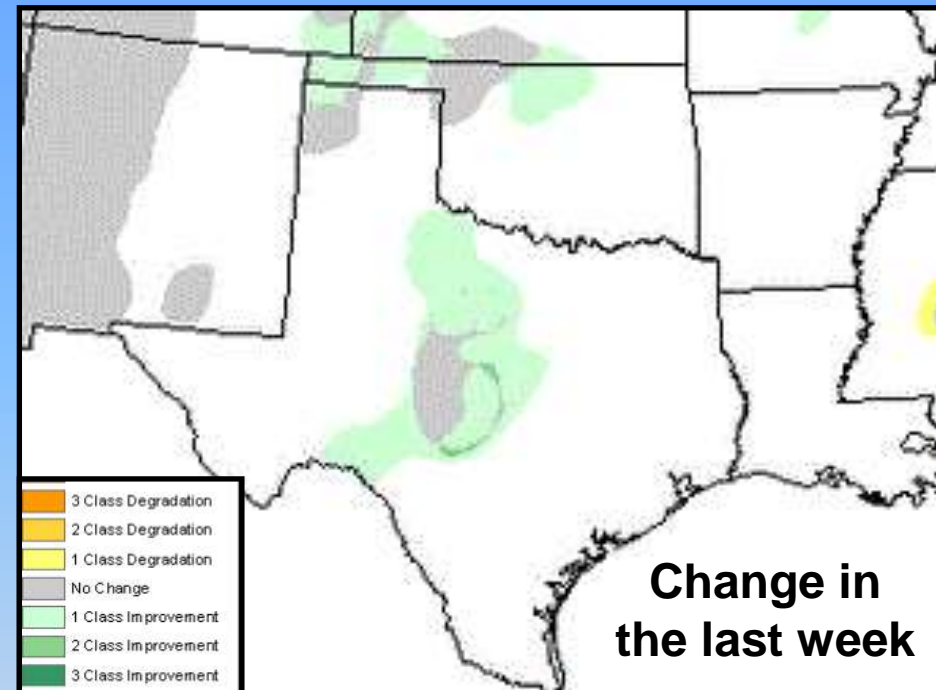 3 Class Degradation
2 Class Degradation
1 Class Degradation
No Change
1 Class Improvement
2 Class Improvement
3 Class Improvement
Change in
the last week